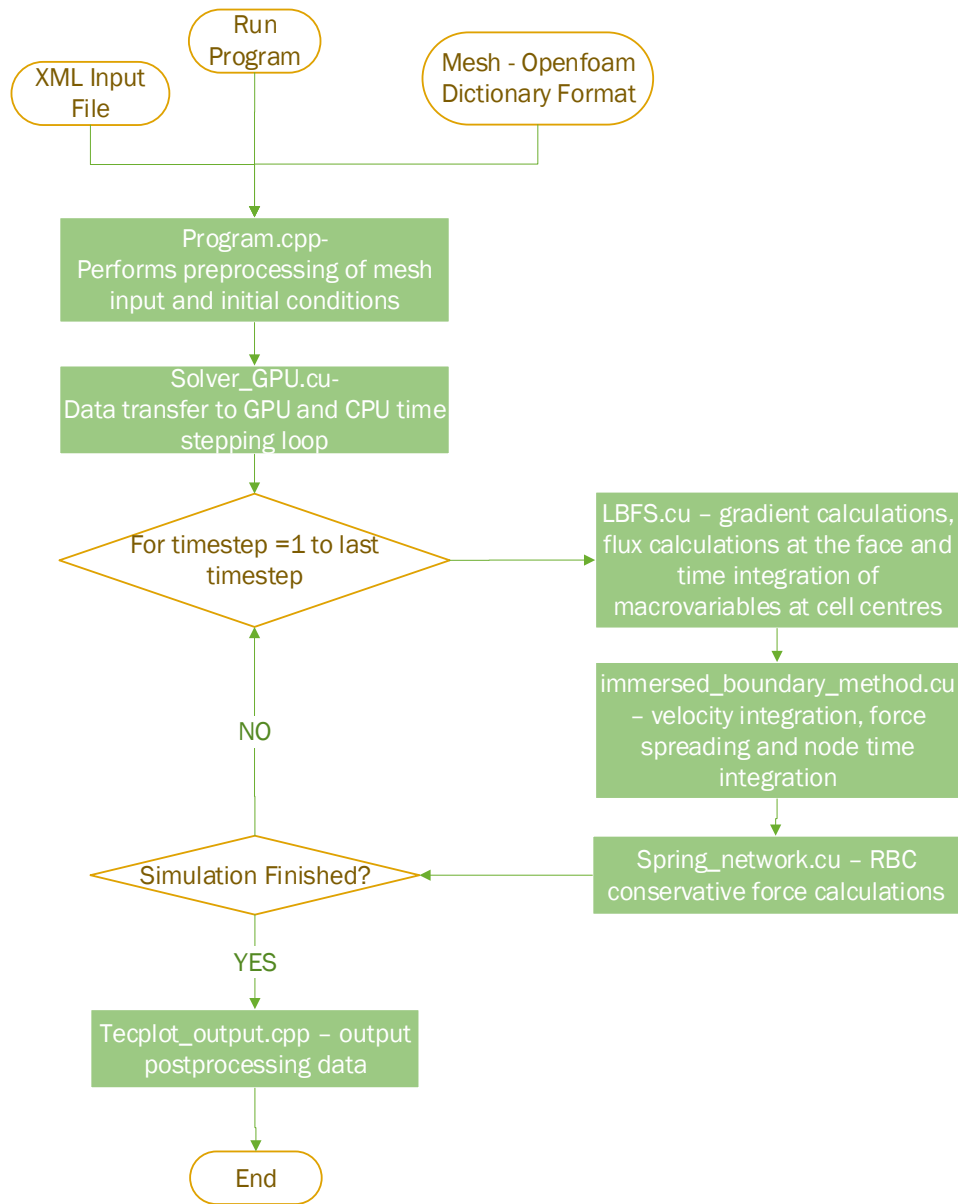 Run
Program
XML Input
File
Mesh - Openfoam
Dictionary Format
Program.cpp-
Performs preprocessing of mesh
input and initial conditions
Solver_GPU.cu-
Data transfer to GPU and CPU time
stepping loop
For timestep =1 to last
timestep
LBFS.cu – gradient calculations,
flux calculations at the face and
time integration of
macrovariables at cell centres
immersed_boundary_method.cu
– velocity integration, force
spreading and node time
integration
NO
Spring_network.cu – RBC
conservative force calculations
Simulation Finished?
YES
Tecplot_output.cpp – output
postprocessing data
End